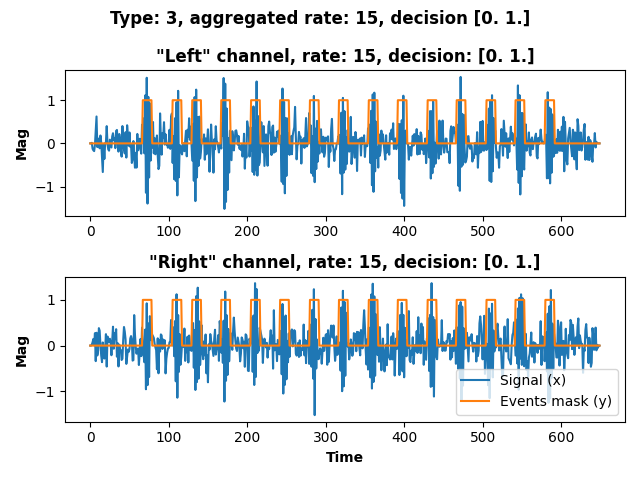 Type: 3, aggregated rate: 15, decision [0. 1.]
"Left" channel, rate: 15, decision: [0. 1.]
Mag
1
0
−1
0 100 200 300 400 500 600
"Right" channel, rate: 15, decision: [0. 1.]
Mag
1
0
−1
Signal (x)
Events mask (y)
0 100 200 300 400 500 600
Time